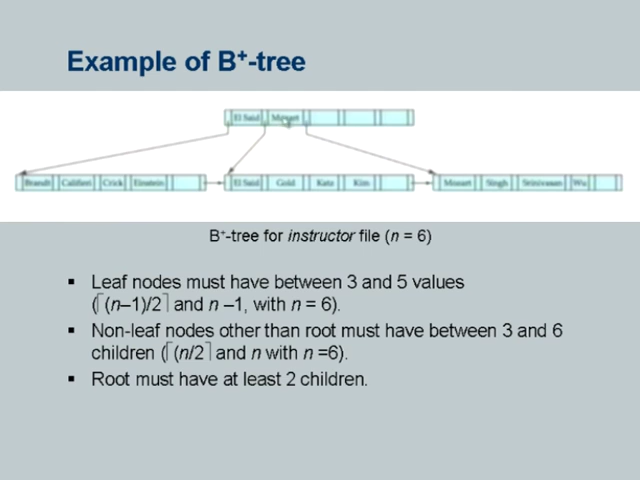 Example of B⁺-tree
El Said Mozart
Brandt Califieri Crick Einstein El Said Gold Katz Kim Mozart Singh Srinivasan Wu
B⁺-tree for instructor file (n = 6)
▪ Leaf nodes must have between 3 and 5 values
(⌈(n–1)/2⌉ and n –1, with n = 6).
▪ Non-leaf nodes other than root must have between 3 and 6
children (⌈(n/2⌉ and n with n =6).
▪ Root must have at least 2 children.